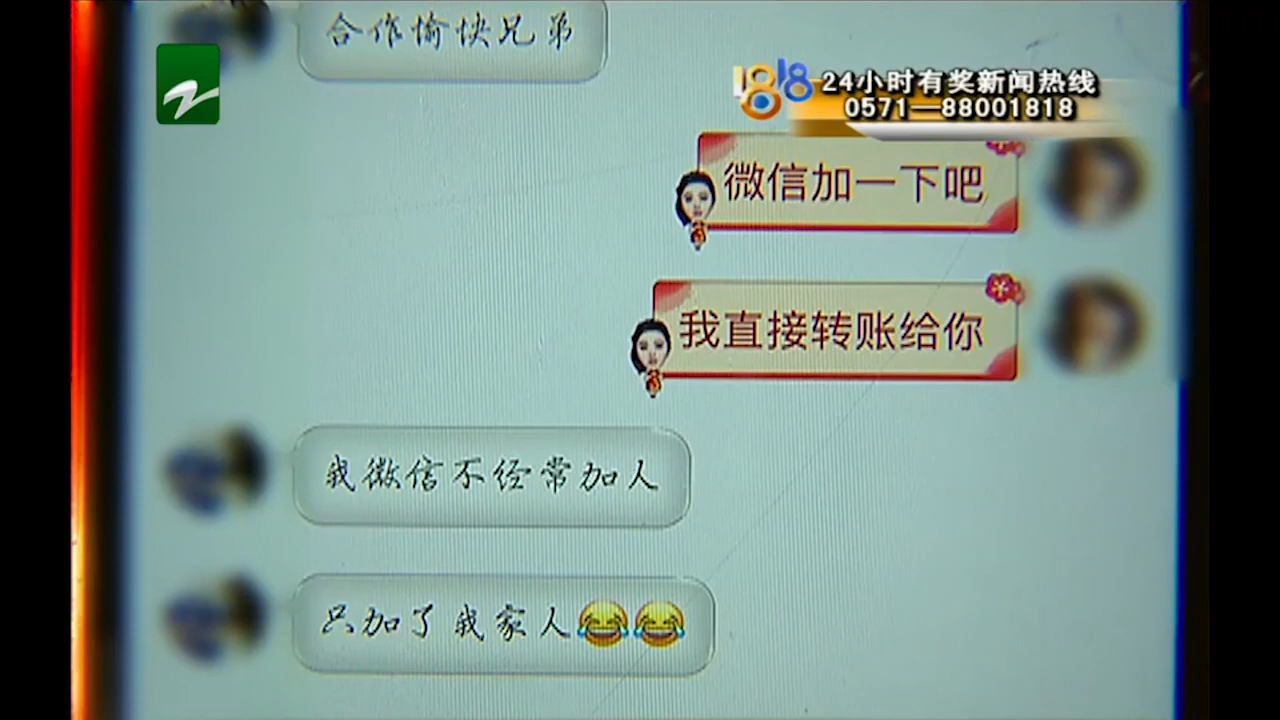 合作愉快兄弟
1818
24小时有奖新闻热线
0571—88001818
微信加一下吧
我直接转账给你
我微信不经常加人
只加了我家人😂😂